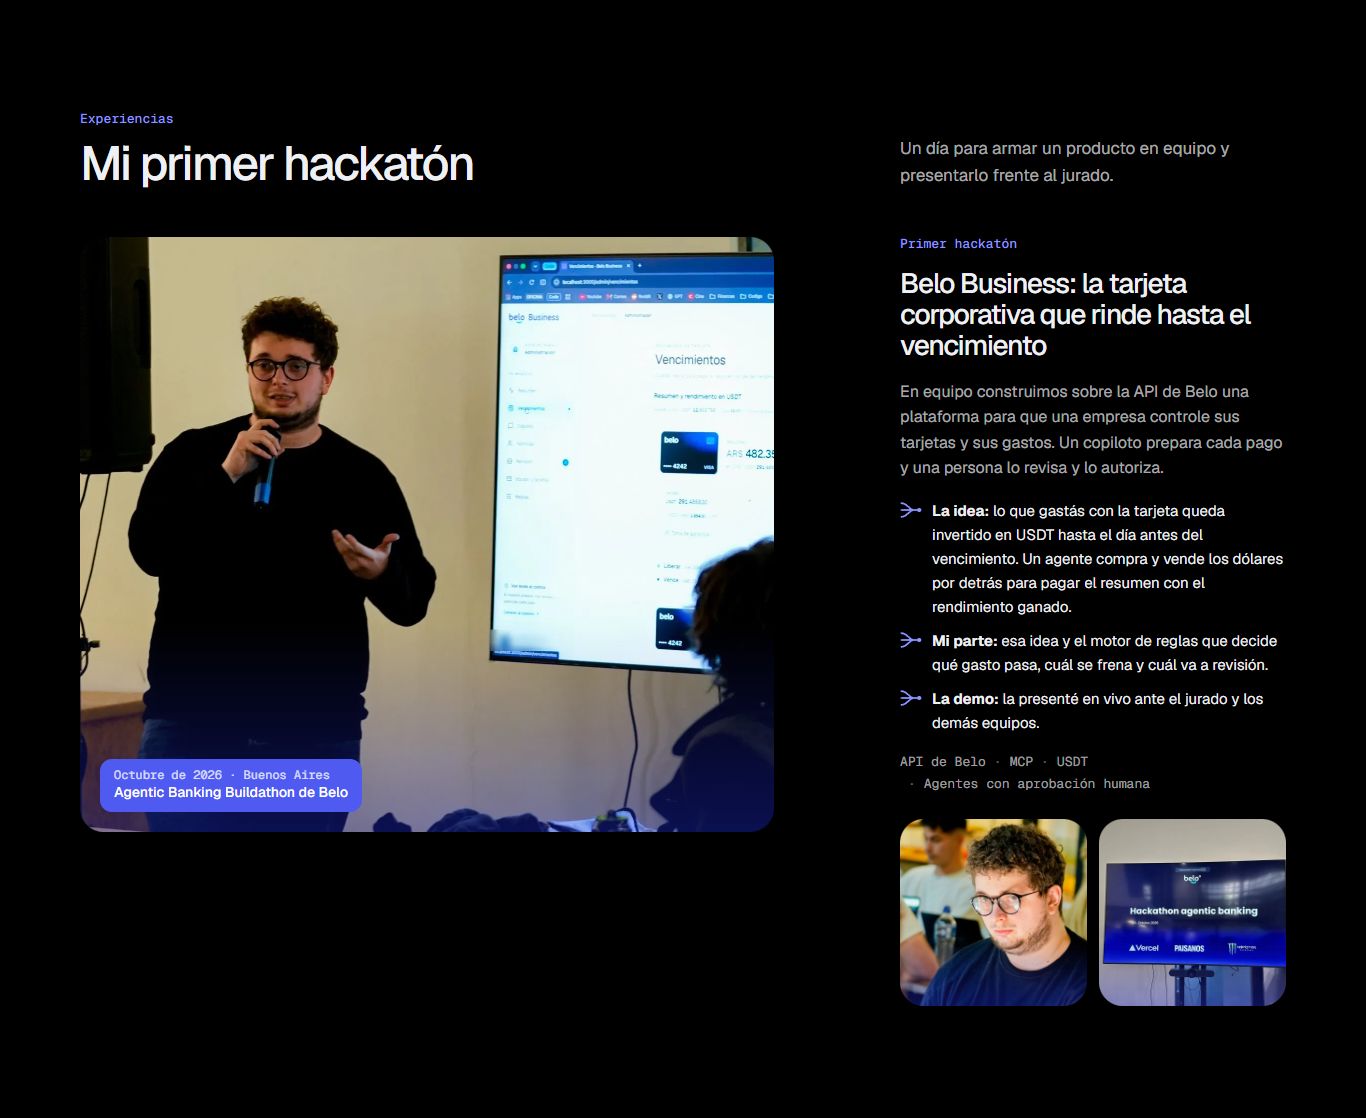 Experiencias
Mi primer hackatón
Un día para armar un producto en equipo y
presentarlo frente al jurado.
belo Business
Vencimientos
Resumen y rendimiento en USDT
belo
4242
VISA
ARS 482.35
belo
4242
Octubre de 2026 · Buenos Aires
Agentic Banking Buildathon de Belo
Primer hackatón
Belo Business: la tarjeta
corporativa que rinde hasta el
vencimiento
En equipo construimos sobre la API de Belo una
plataforma para que una empresa controle sus
tarjetas y sus gastos. Un copiloto prepara cada pago
y una persona lo revisa y lo autoriza.
La idea: lo que gastás con la tarjeta queda
invertido en USDT hasta el día antes del
vencimiento. Un agente compra y vende los dólares
por detrás para pagar el resumen con el
rendimiento ganado.
Mi parte: esa idea y el motor de reglas que decide
qué gasto pasa, cuál se frena y cuál va a revisión.
La demo: la presenté en vivo ante el jurado y los
demás equipos.
API de Belo · MCP · USDT
· Agentes con aprobación humana
belo
Hackathon agentic banking
Vercel
PAISANOS